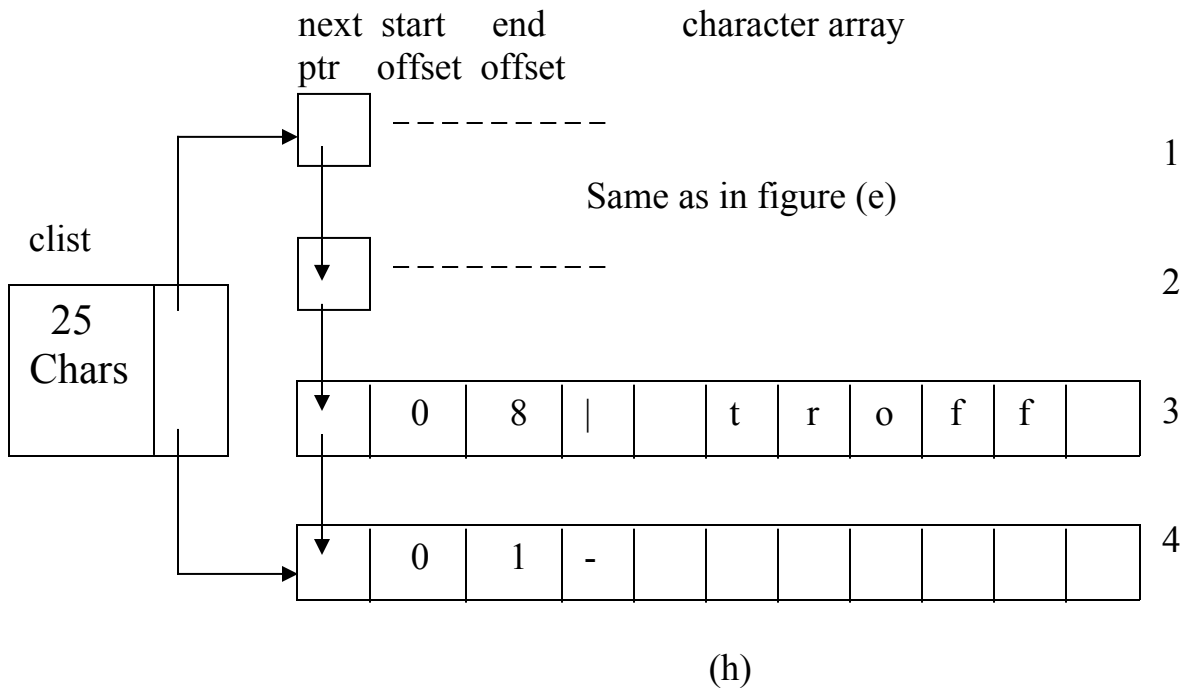 next start end character array
ptr offset offset
1
Same as in figure (e)
clist
2
25
Chars
0 8 | t r o f f 3
0 1 - 4
(h)